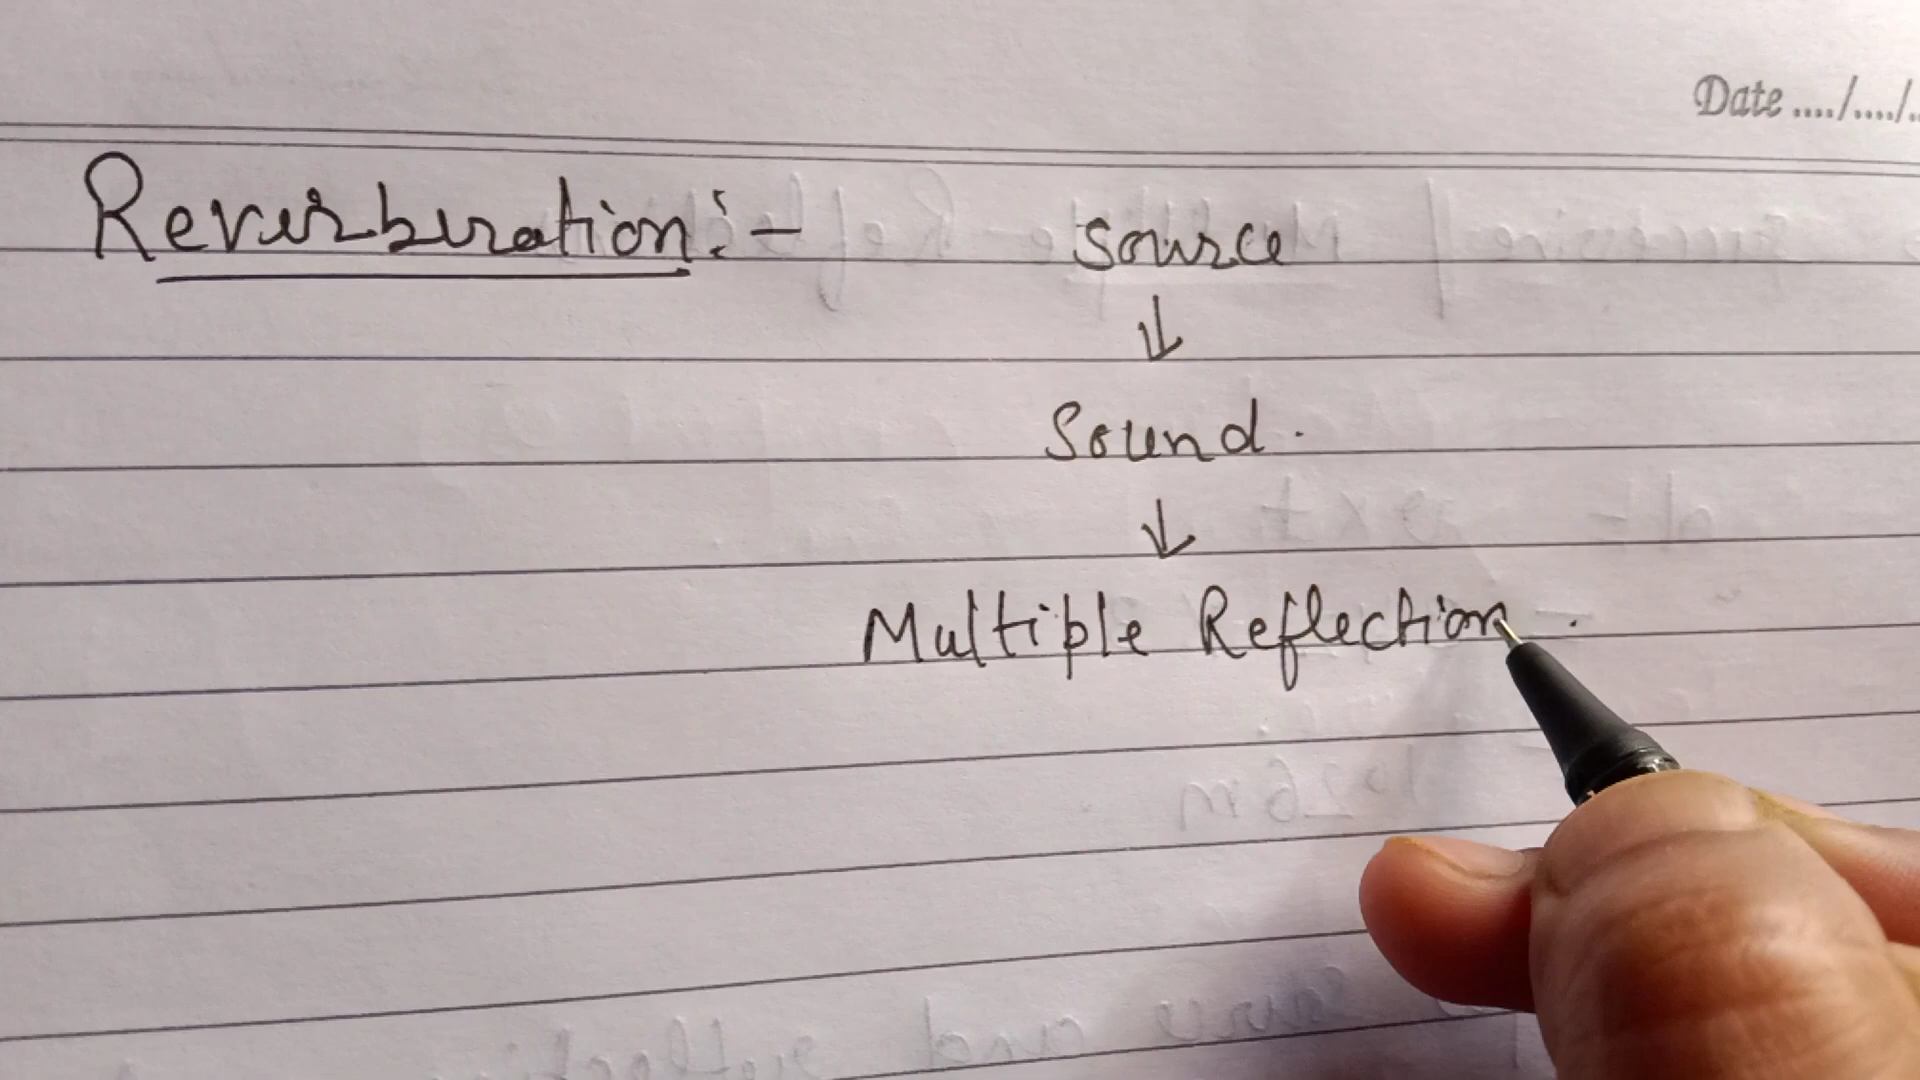 Date ..../..../..
Reverberation:- source
↓
Sound.
↓
Multiple Reflection.